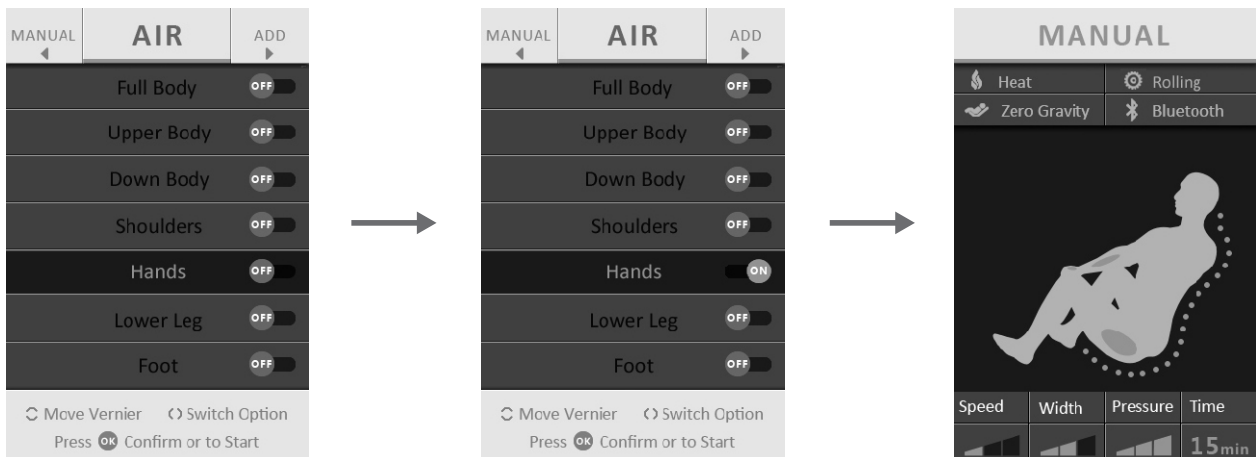 MANUAL AIR ADD
Full Body OFF
Upper Body OFF
Down Body OFF
Shoulders OFF
Hands OFF
Lower Leg OFF
Foot OFF
Move Vernier Switch Option
Press OK Confirm or to Start
MANUAL AIR ADD
Full Body OFF
Upper Body OFF
Down Body OFF
Shoulders OFF
Hands ON
Lower Leg OFF
Foot OFF
Move Vernier Switch Option
Press OK Confirm or to Start
MANUAL
Heat Rolling
Zero Gravity Bluetooth
Speed Width Pressure Time
15min